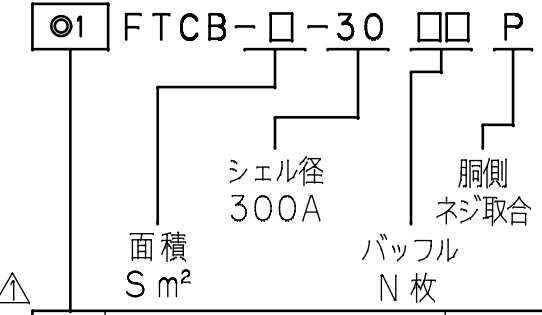 ◎1 FTCB-□-30 □□ P
シェル径
300A
胴側
ネジ取合
面積
S m²
バッフル
N 枚
1